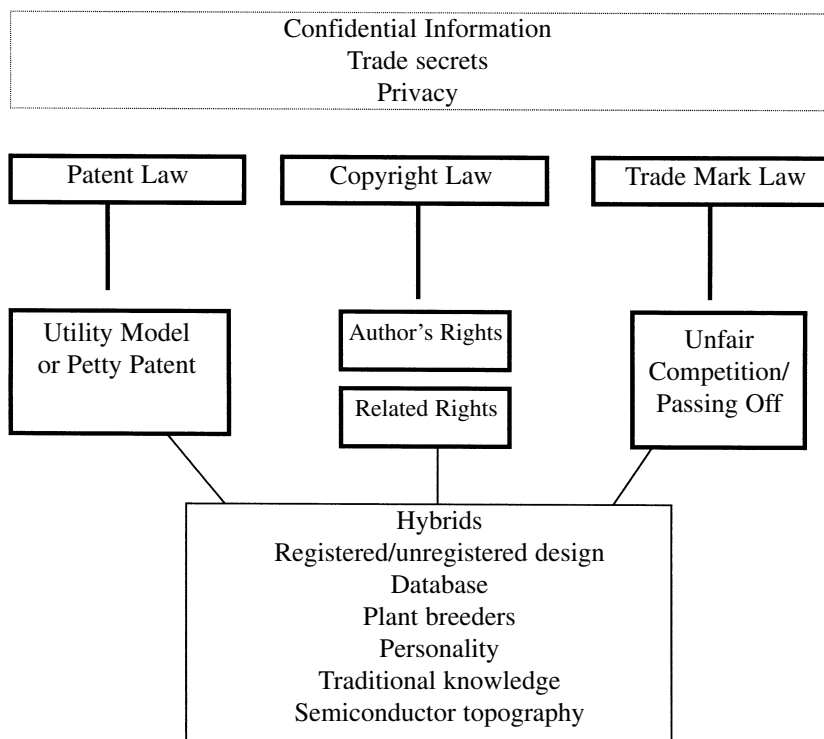 Confidential Information
Trade secrets
Privacy
Patent Law
Copyright Law
Trade Mark Law
Utility Model
or Petty Patent
Author’s Rights
Related Rights
Unfair
Competition/
Passing Off
Hybrids
Registered/unregistered design
Database
Plant breeders
Personality
Traditional knowledge
Semiconductor topography